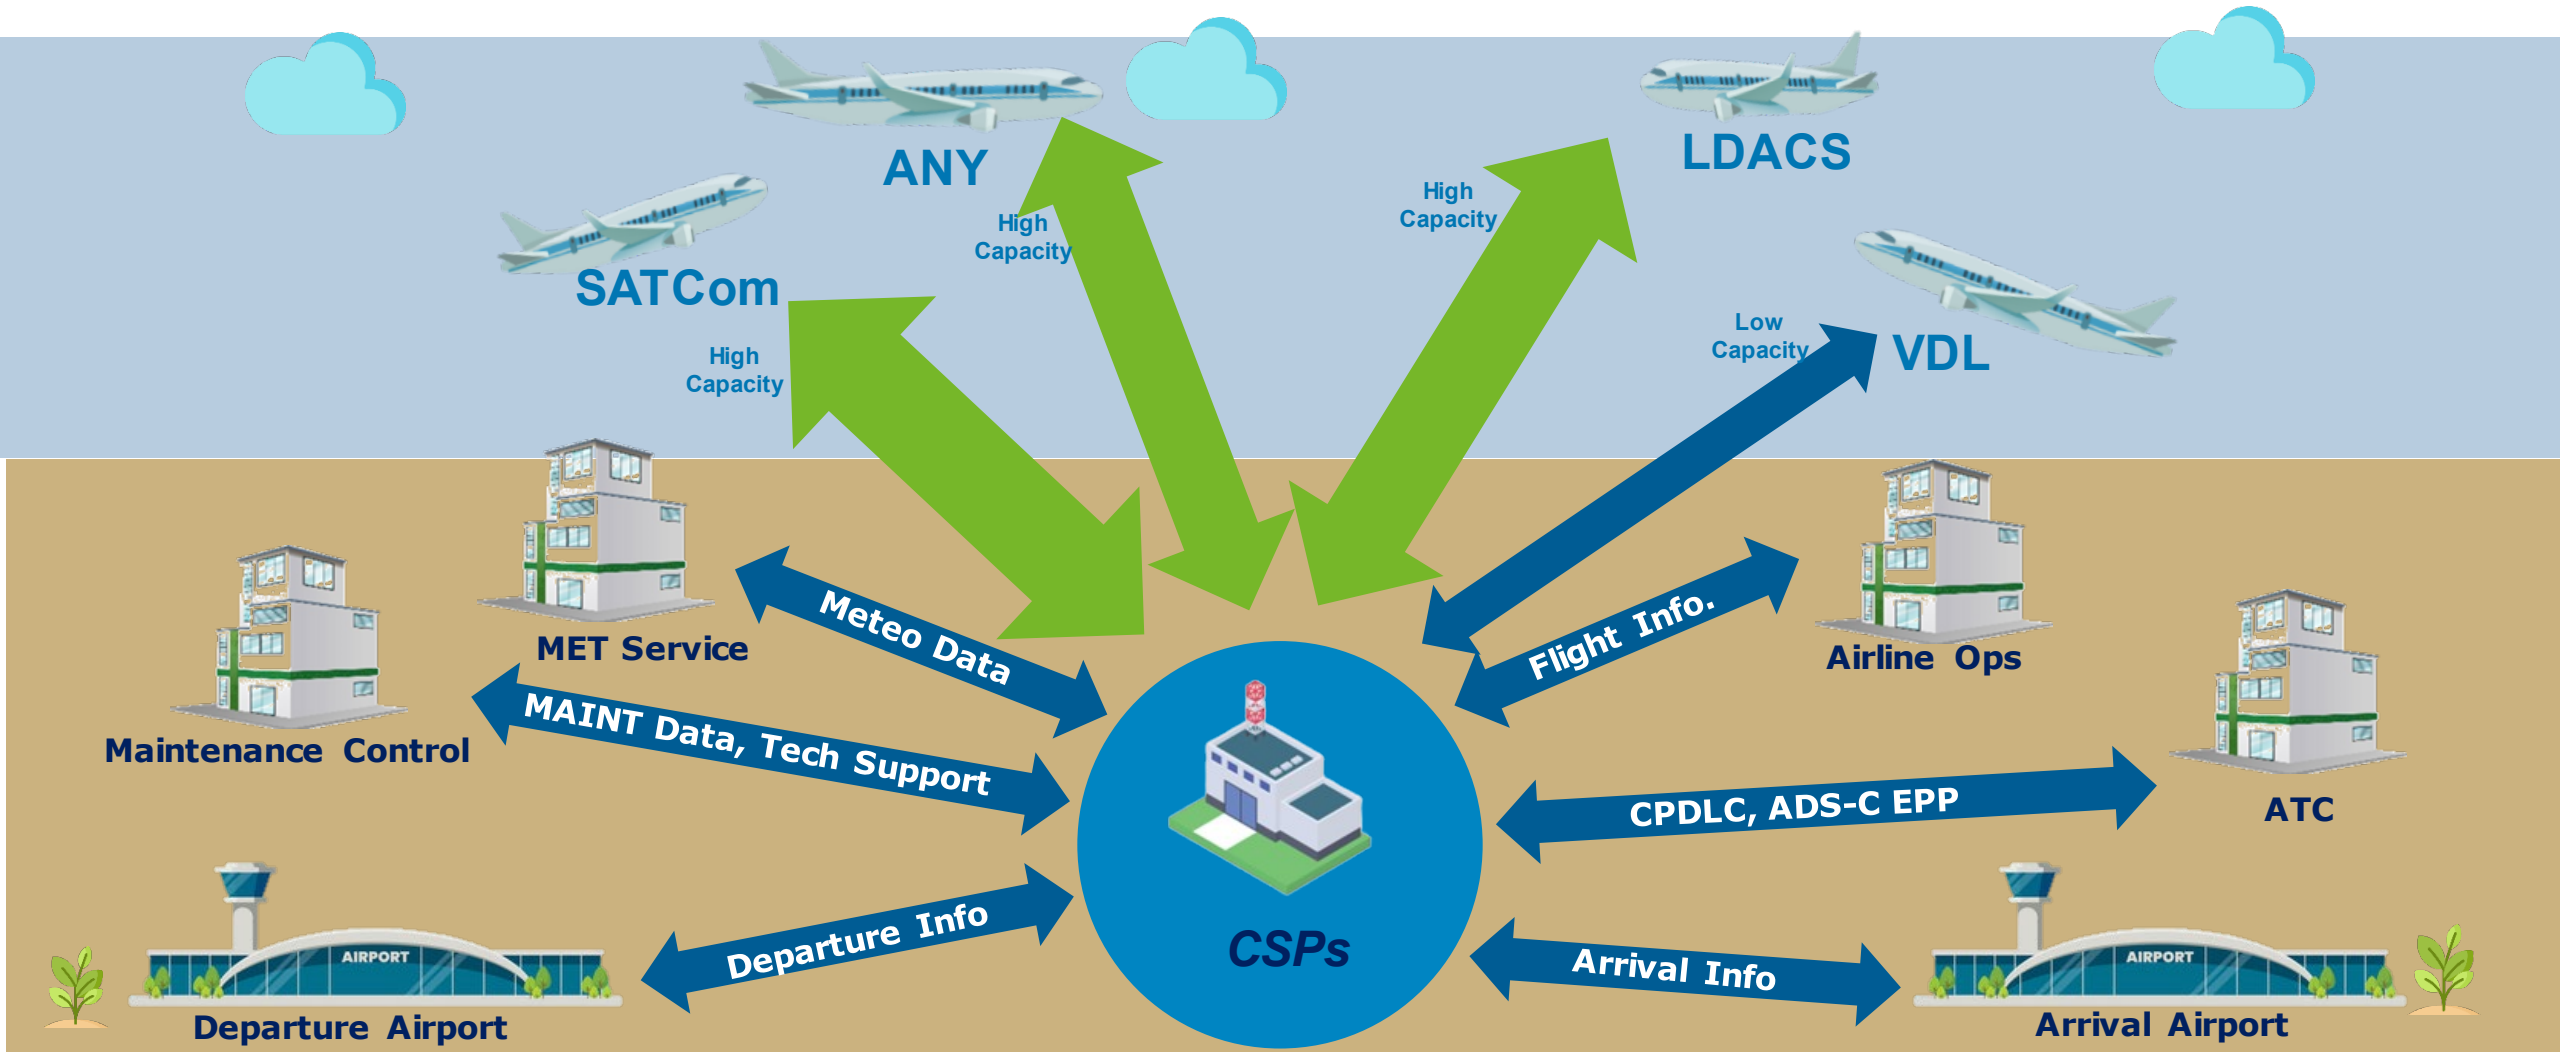 ANY
LDACS
High
Capacity
High
Capacity
SATCom
High
Capacity
Low
Capacity
VDL
MET Service
Meteo Data
Flight Info.
Airline Ops
Maintenance Control
MAINT Data, Tech Support
CPDLC, ADS-C EPP
ATC
AIRPORT
Departure Info
CSPs
Arrival Info
AIRPORT
Departure Airport
Arrival Airport